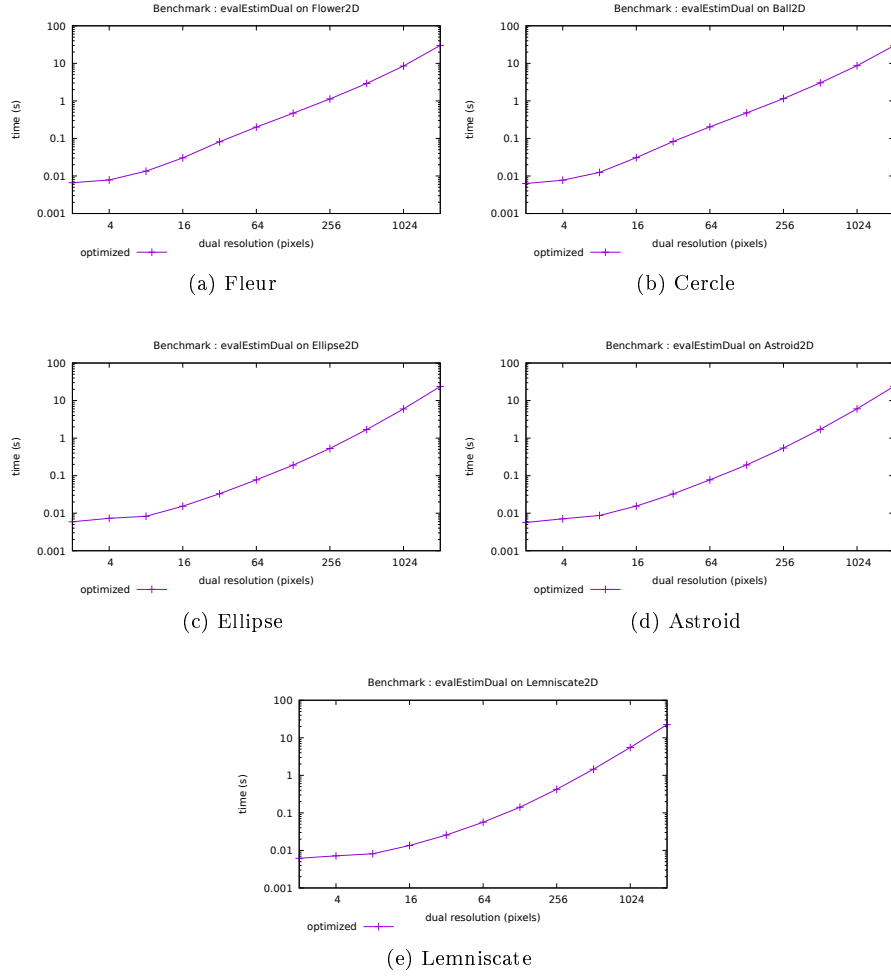 Benchmark : evalEstimDual on Flower2D
100
10
1
0.1
0.01
0.001
time (s)
4 16 64 256 1024
dual resolution (pixels)
optimized
(a) Fleur
Benchmark : evalEstimDual on Ball2D
100
10
1
0.1
0.01
0.001
time (s)
4 16 64 256 1024
dual resolution (pixels)
optimized
(b) Cercle
Benchmark : evalEstimDual on Ellipse2D
100
10
1
0.1
0.01
0.001
time (s)
4 16 64 256 1024
dual resolution (pixels)
optimized
(c) Ellipse
Benchmark : evalEstimDual on Astroid2D
100
10
1
0.1
0.01
0.001
time (s)
4 16 64 256 1024
dual resolution (pixels)
optimized
(d) Astroid
Benchmark : evalEstimDual on Lemniscate2D
100
10
1
0.1
0.01
0.001
time (s)
4 16 64 256 1024
dual resolution (pixels)
optimized
(e) Lemniscate